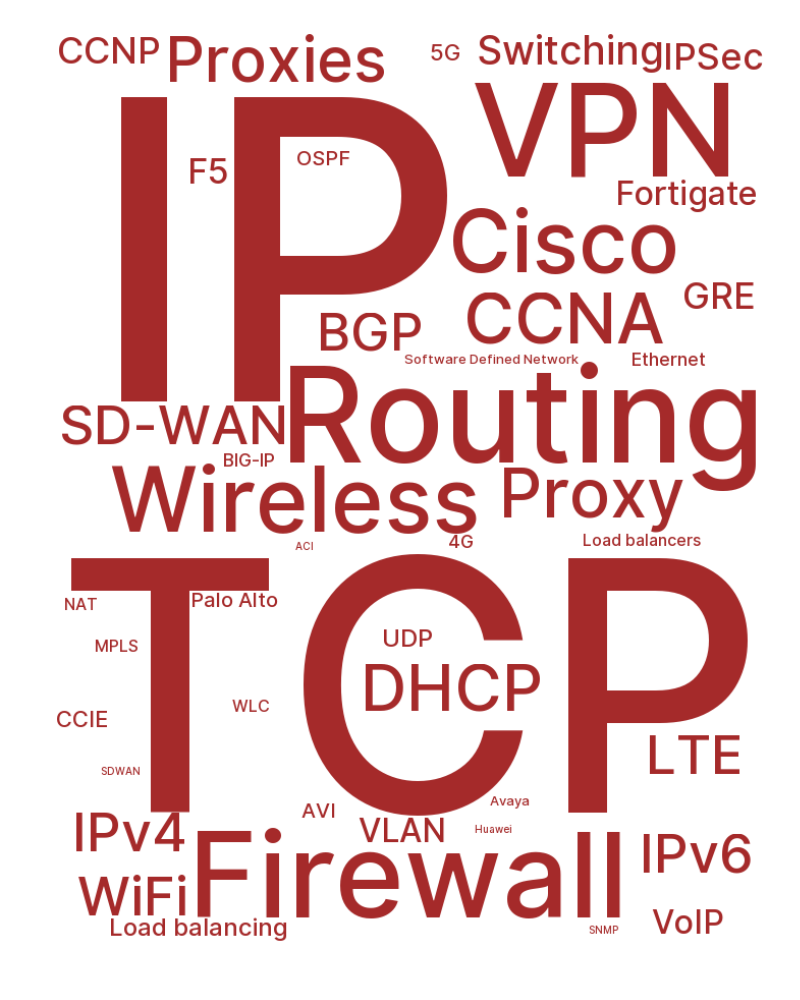 CCNP
Proxies
5G
Switching
IPSec
IP
VPN
F5
OSPF
Fortigate
Cisco
GRE
BGP
CCNA
Software Defined Network
Ethernet
Routing
SD-WAN
BIG-IP
Wireless
Proxy
ACI
4G
Load balancers
TCP
NAT
Palo Alto
MPLS
UDP
DHCP
WLC
CCIE
LTE
SDWAN
AVI
Avaya
IPv4
VLAN
Huawei
Firewall
IPv6
WiFi
Load balancing
SNMP
VoIP